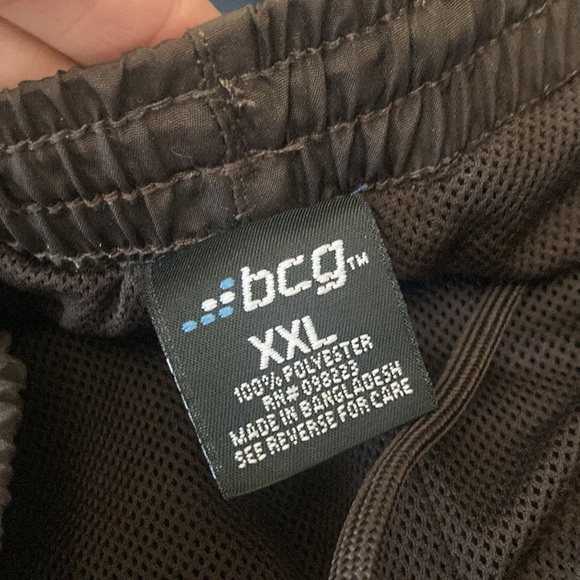 bcg™
XXL
100% POLYESTER
RN# 098223
MADE IN BANGLADESH
SEE REVERSE FOR CARE